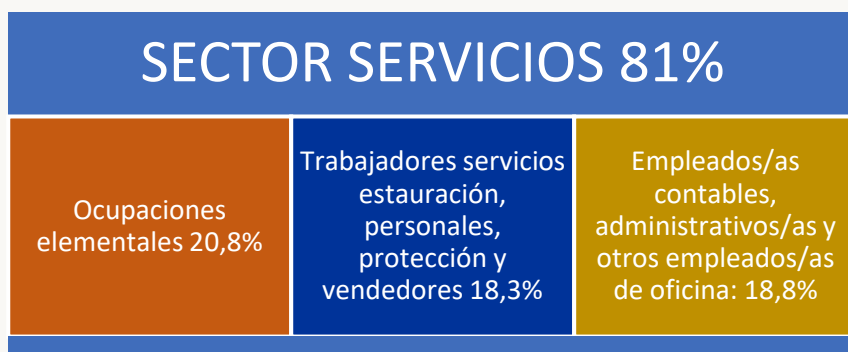 SECTOR SERVICIOS 81%
Ocupaciones
elementales 20,8%
Trabajadores servicios
estauración,
personales,
protección y
vendedores 18,3%
Empleados/as
contables,
administrativos/as y
otros empleados/as
de oficina: 18,8%